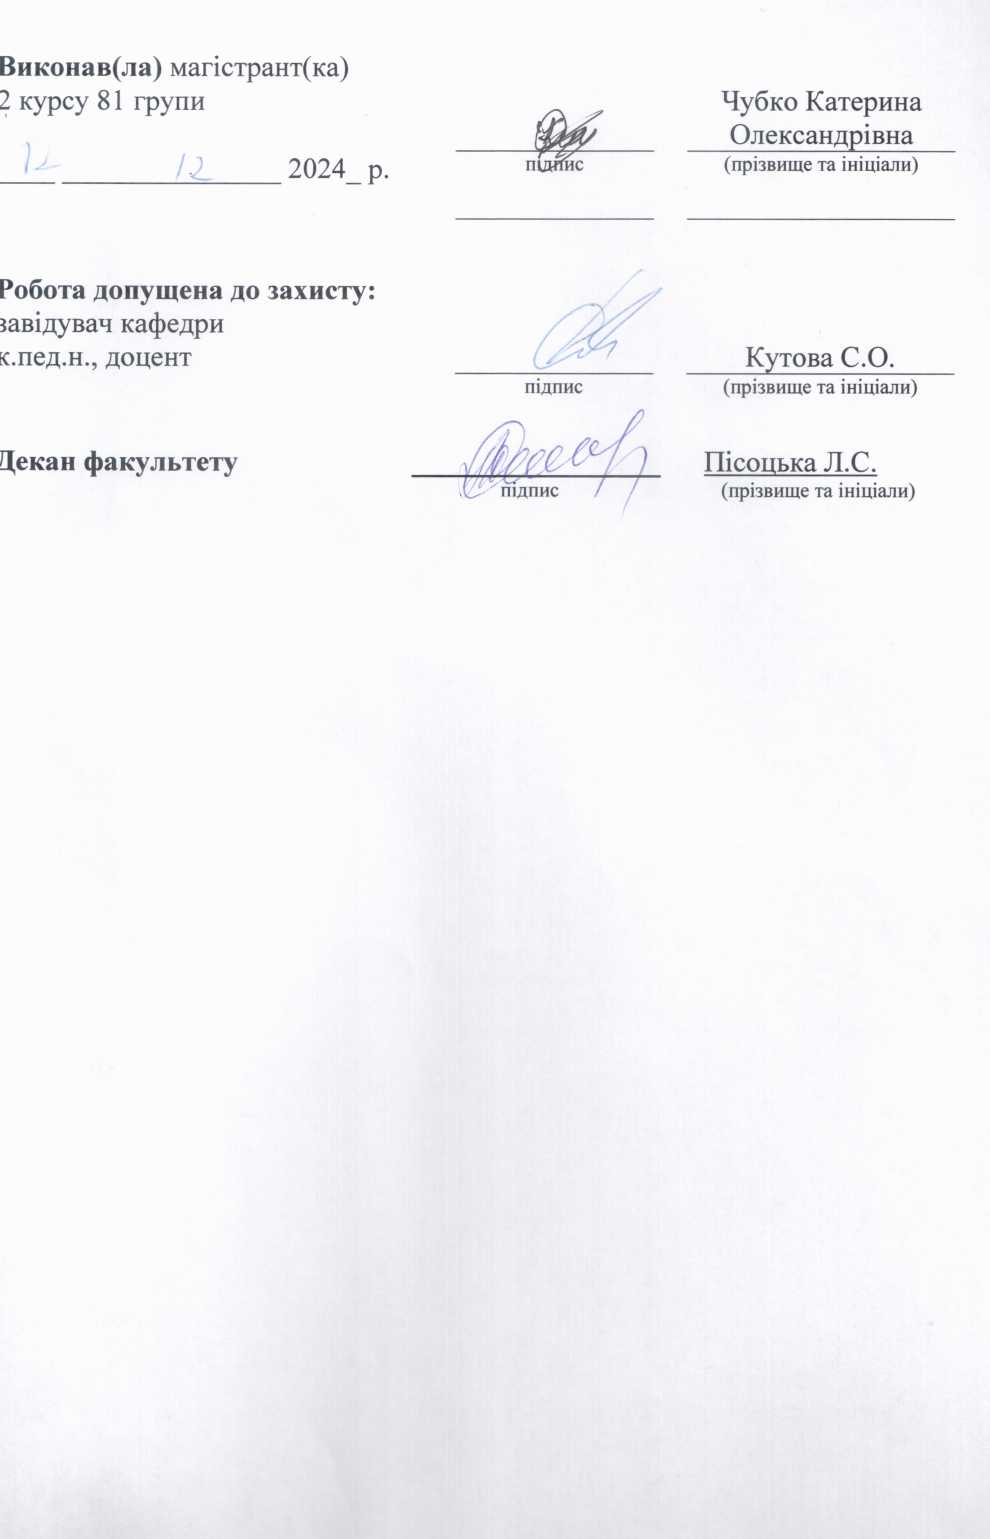 Виконав(ла) магістрант(ка)
2 курсу 81 групи
Чубко Катерина
Олександрівна
12 12 2024_ р.
підпис (прізвище та ініціали)
Робота допущена до захисту:
завідувач кафедри
к.пед.н., доцент
Кутова С.О.
підпис (прізвище та ініціали)
Декан факультету Пісоцька Л.С.
підпис (прізвище та ініціали)